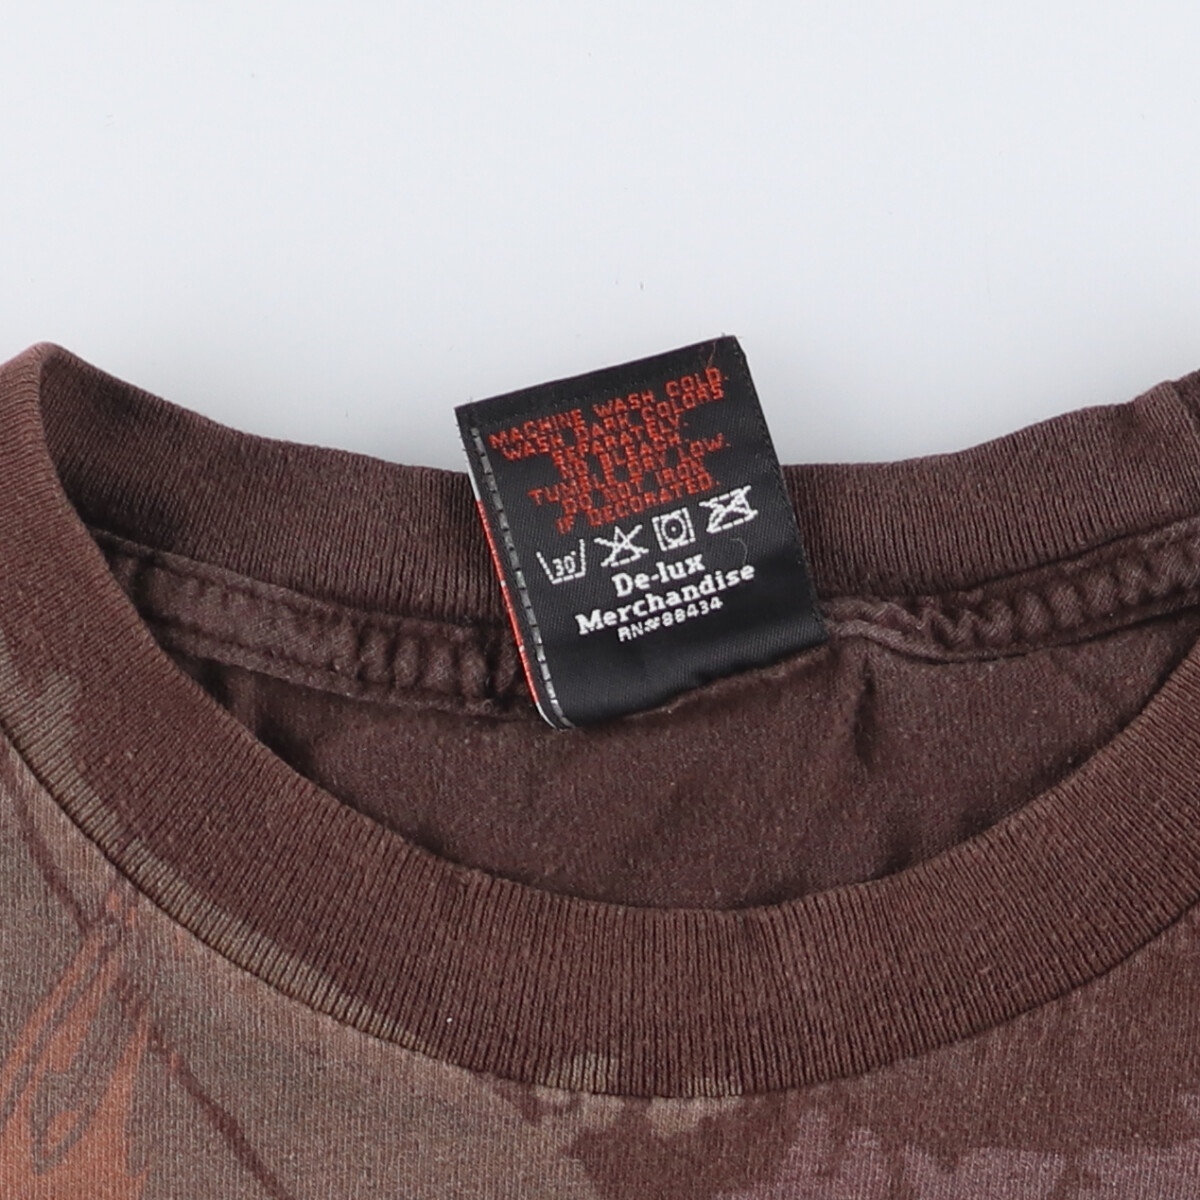 MACHINE WASH COLD.
WASH DARK COLORS
SEPARATELY.
NO BLEACH.
TUMBLE DRY LOW.
DO NOT IRON
IF DECORATED.
30°
De-lux
Merchandise
RN#88434